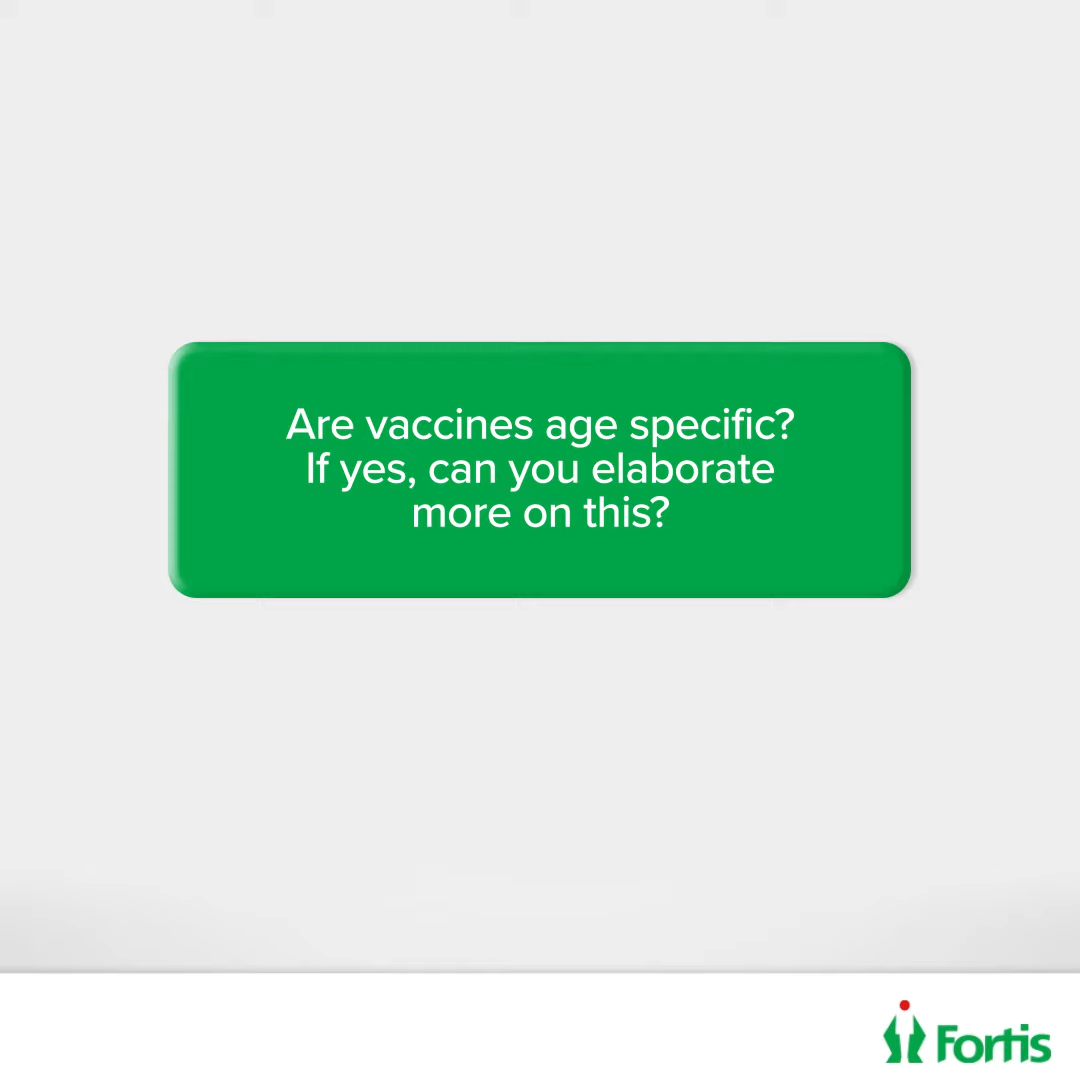 Are vaccines age specific?
If yes, can you elaborate
more on this?
Fortis